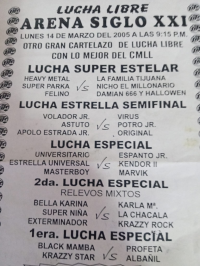 LUCHA LIBRE
ARENA SIGLO XXI
LUNES 14 DE MARZO DEL 2005 A LAS 9:15 P.M.
OTRO GRAN CARTELAZO DE LUCHA LIBRE
CON LO MEJOR DEL CMLL.
LUCHA SUPER ESTELAR
HEAVY METAL LA FAMILIA TIJUANA
SUPER PARKA VS NICHO EL MILLONARIO
FELINO DAMIAN 666 Y HALLOWEN
LUCHA ESTRELLA SEMIFINAL
VOLADOR JR. VIRUS
ASTUTO VS POTRO JR.
APOLO ESTRADA JR. ORIGINAL
LUCHA ESPECIAL
UNIVERSITARIO ESPANTO JR.
ESTRELLA UNIVERSAL VS KENDOR II
MASTERBOY MARVIK
2da. LUCHA ESPECIAL
RELEVOS MIXTOS
BELLA KARINA KARLA Mª.
SUPER NIÑA VS LA CHACALA
EXTERMINADOR KRAZZY ROCK
1era. LUCHA ESPECIAL
BLACK MAMBA PROFETA
KRAZZY STAR VS ALBAÑIL